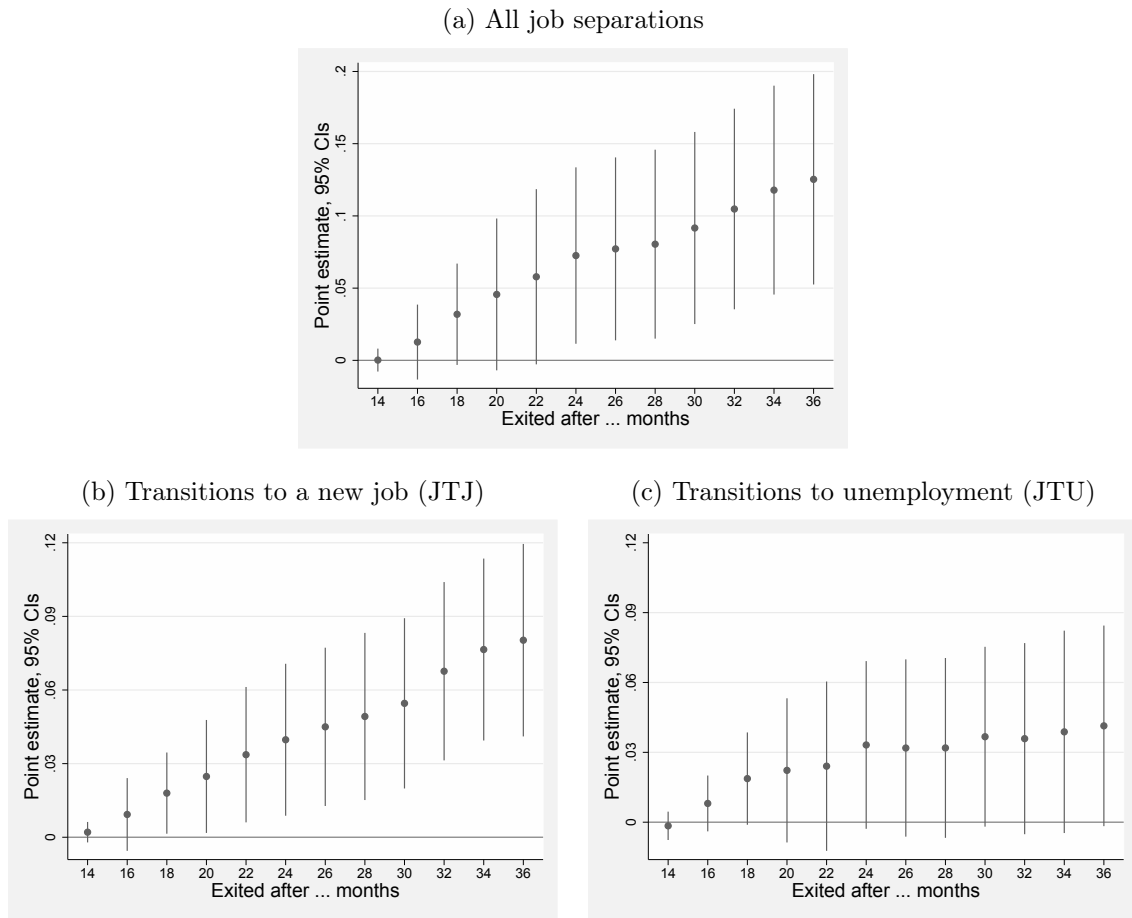 (a) All job separations
Point estimate, 95% CIs
.2
.15
.1
.05
0
14 16 18 20 22 24 26 28 30 32 34 36
Exited after ... months
(b) Transitions to a new job (JTJ)
Point estimate, 95% CIs
.12
.09
.06
.03
0
14 16 18 20 22 24 26 28 30 32 34 36
Exited after ... months
(c) Transitions to unemployment (JTU)
Point estimate, 95% CIs
.12
.09
.06
.03
0
14 16 18 20 22 24 26 28 30 32 34 36
Exited after ... months